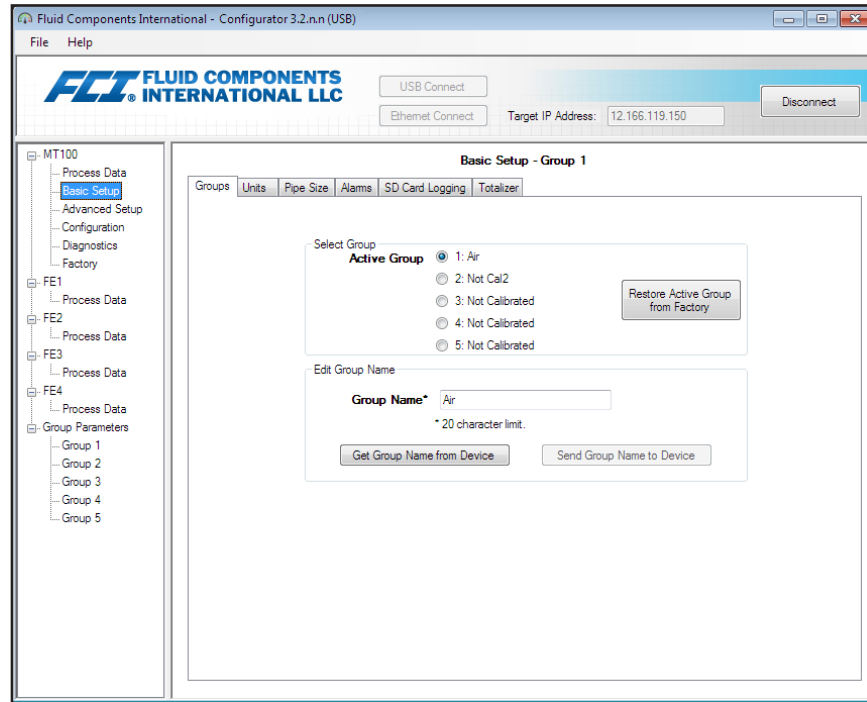 Fluid Components International - Configurator 3.2.n.n (USB)
File Help
FCI® FLUID COMPONENTS
INTERNATIONAL LLC
USB Connect
Ethernet Connect
Target IP Address: 12.166.119.150
Disconnect
MT100
Process Data
Basic Setup
Advanced Setup
Configuration
Diagnostics
Factory
FE1
Process Data
FE2
Process Data
FE3
Process Data
FE4
Process Data
Group Parameters
Group 1
Group 2
Group 3
Group 4
Group 5
Basic Setup - Group 1
Groups Units Pipe Size Alarms SD Card Logging Totalizer
Select Group
Active Group 1: Air
2: Not Cal2
3: Not Calibrated
4: Not Calibrated
5: Not Calibrated
Restore Active Group
from Factory
Edit Group Name
Group Name* Air
* 20 character limit.
Get Group Name from Device Send Group Name to Device